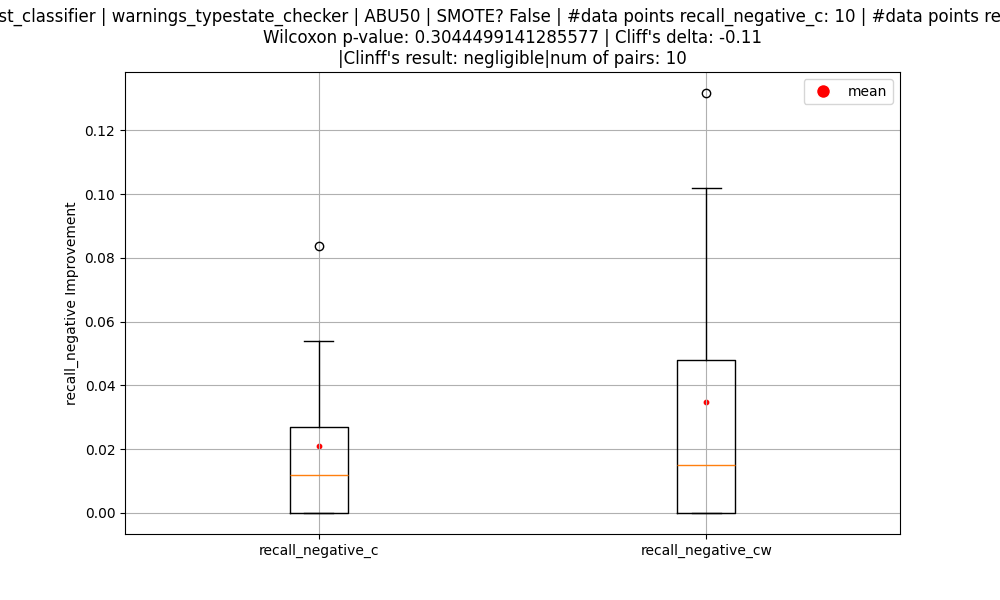 st_classifier | warnings_typestate_checker | ABU50 | SMOTE? False | #data points recall_negative_c: 10 | #data points re
Wilcoxon p-value: 0.3044499141285577 | Cliff's delta: -0.11
|Clinff's result: negligible|num of pairs: 10
mean
0.12
0.10
0.08
0.06
0.04
0.02
0.00
recall_negative Improvement
recall_negative_c
recall_negative_cw